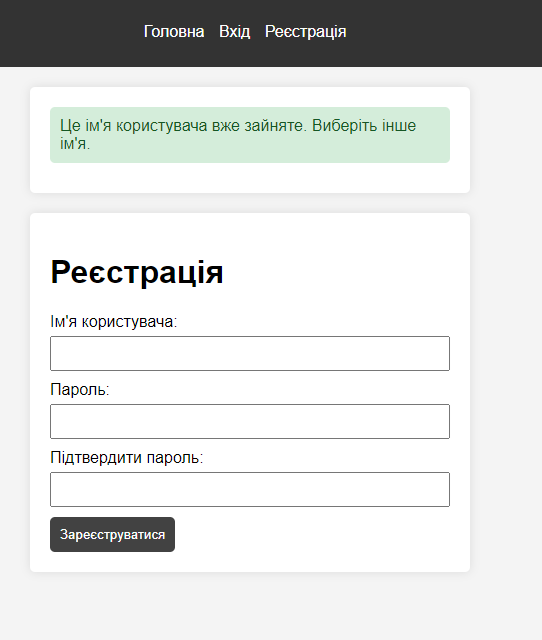 Головна Вхід Реєстрація
Це ім'я користувача вже зайняте. Виберіть інше
ім'я.
Реєстрація
Ім'я користувача:
Пароль:
Підтвердити пароль:
Зареєструватися